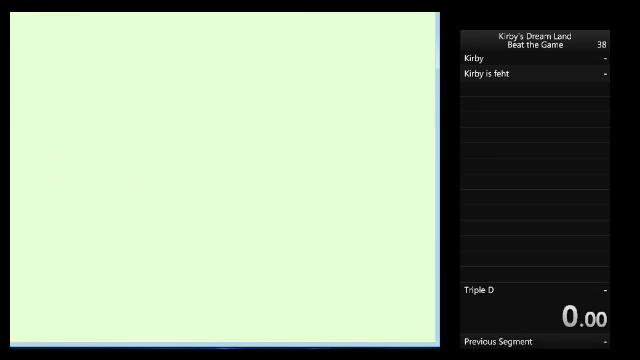 Kirby's Dream Land
Beat the Game 38
Kirby -
Kirby is feht -
Triple D -
0.00
Previous Segment -